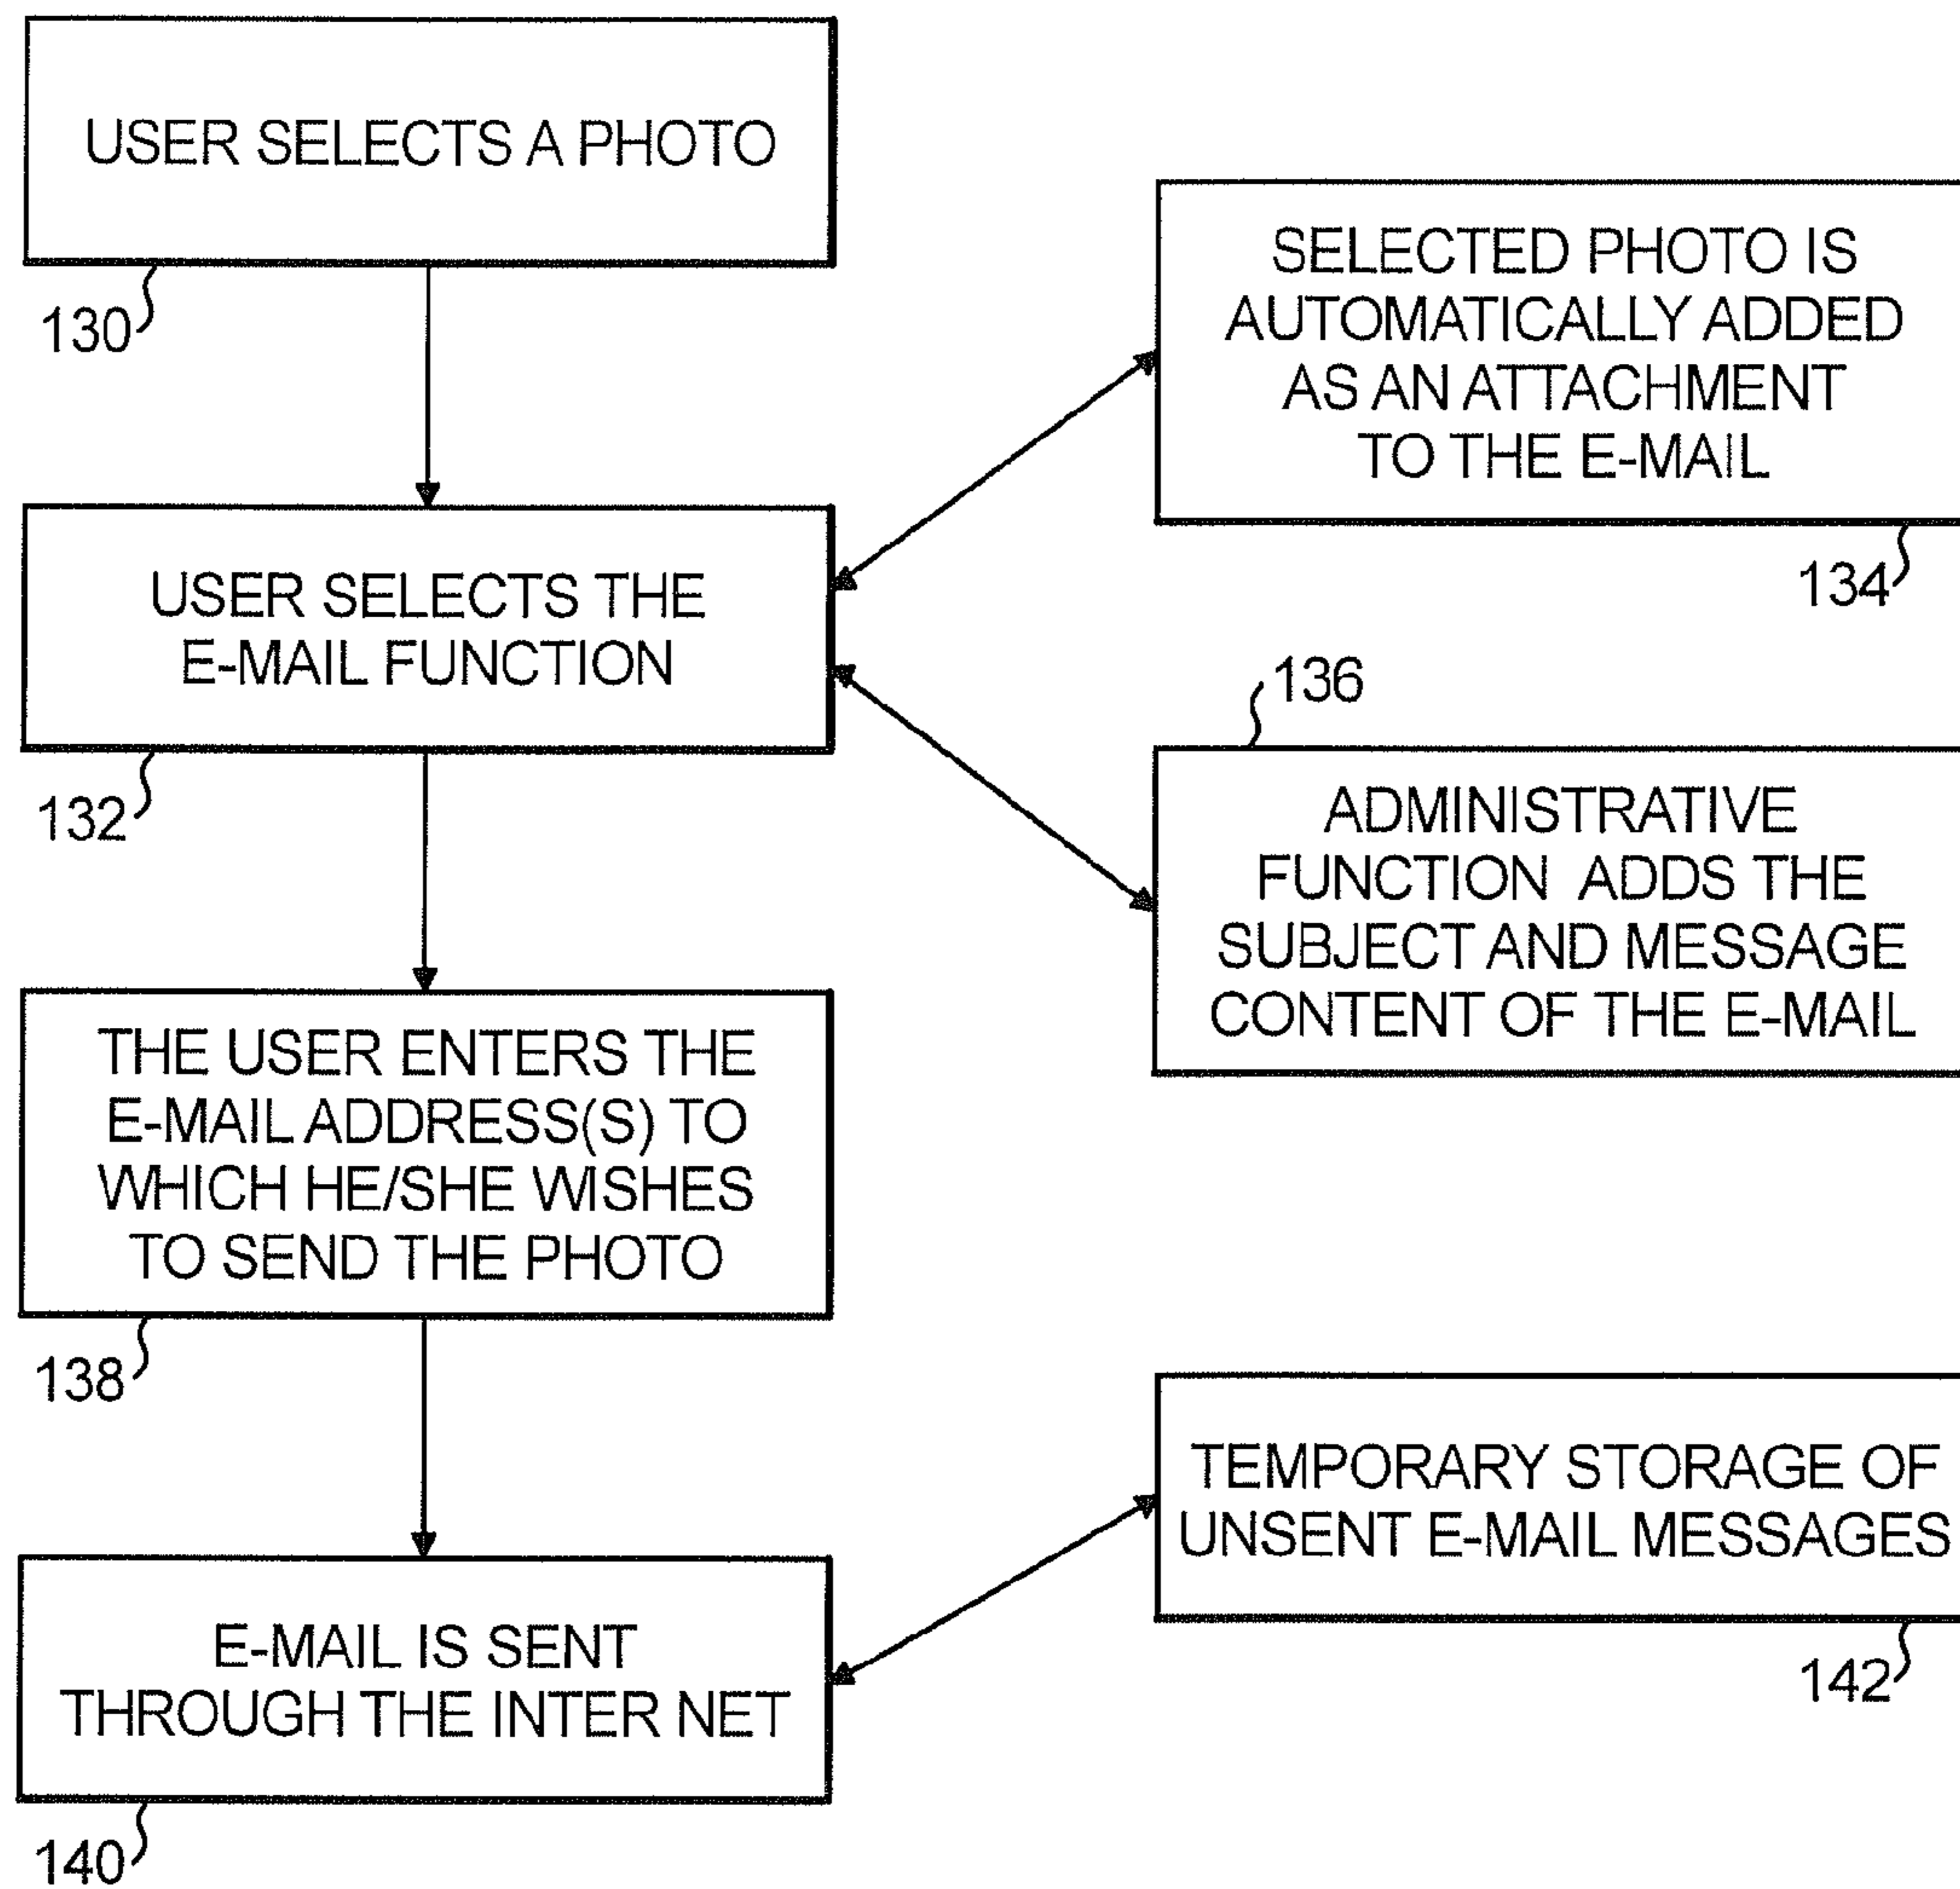 USER SELECTS A PHOTO
130
SELECTED PHOTO IS
AUTOMATICALLY ADDED
AS AN ATTACHMENT
TO THE E-MAIL
134
USER SELECTS THE
E-MAIL FUNCTION
132
136
ADMINISTRATIVE
FUNCTION ADDS THE
SUBJECT AND MESSAGE
CONTENT OF THE E-MAIL
THE USER ENTERS THE
E-MAIL ADDRESS(S) TO
WHICH HE/SHE WISHES
TO SEND THE PHOTO
138
TEMPORARY STORAGE OF
UNSENT E-MAIL MESSAGES
142
E-MAIL IS SENT
THROUGH THE INTER NET
140